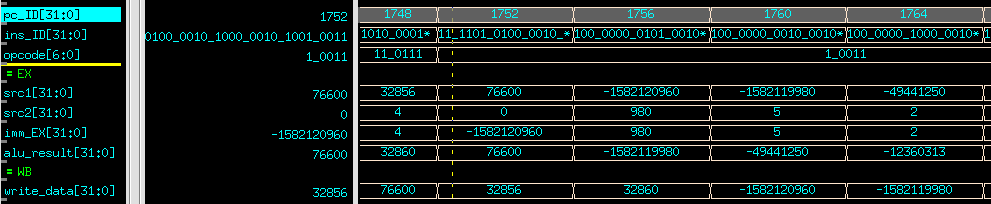 pc_ID[31:0] 1752 1748 1752 1756 1760 1764
ins_ID[31:0] 0100_0010_1000_0010_1001_0011 1010_0001* 11_1101_0100_0010_* 100_0000_0101_0010* 100_0000_0010_0010* 100_0000_1000_0010*
opcode[6:0] 1_0011 11_0111 1_0011
= EX
src1[31:0] 76600 32856 76600 -1582120960 -1582119980 -49441250
src2[31:0] 0 4 0 980 5 2
imm_EX[31:0] -1582120960 4 -1582120960 980 5 2
alu_result[31:0] 76600 32860 76600 -1582119980 -49441250 -12360313
= WB
write_data[31:0] 32856 76600 32856 32860 -1582120960 -1582119980